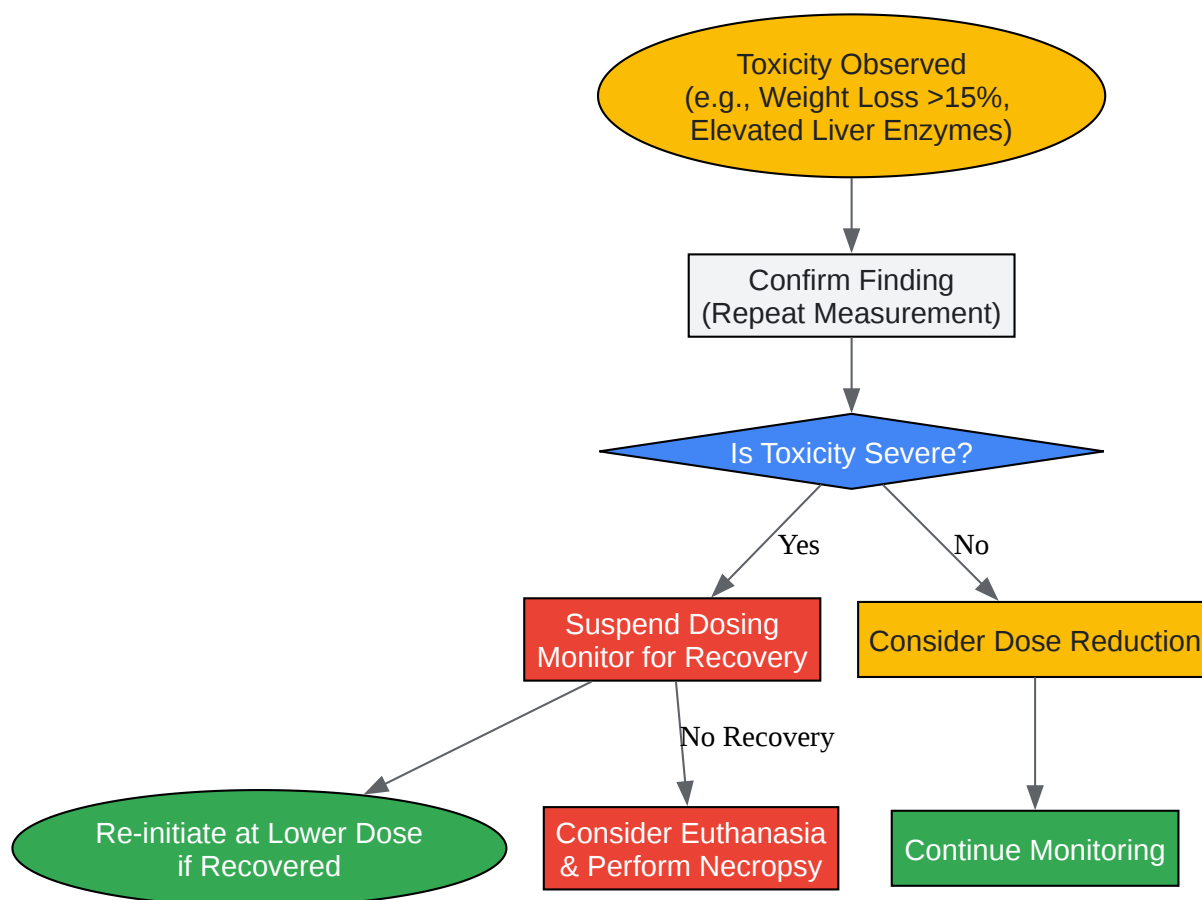 Toxicity Observed
(e.g., Weight Loss >15%,
Elevated Liver Enzymes)
Confirm Finding
(Repeat Measurement)
Is Toxicity Severe?
Yes
No
Suspend Dosing
Monitor for Recovery
Consider Dose Reduction
No Recovery
Re-initiate at Lower Dose
if Recovered
Consider Euthanasia
& Perform Necropsy
Continue Monitoring